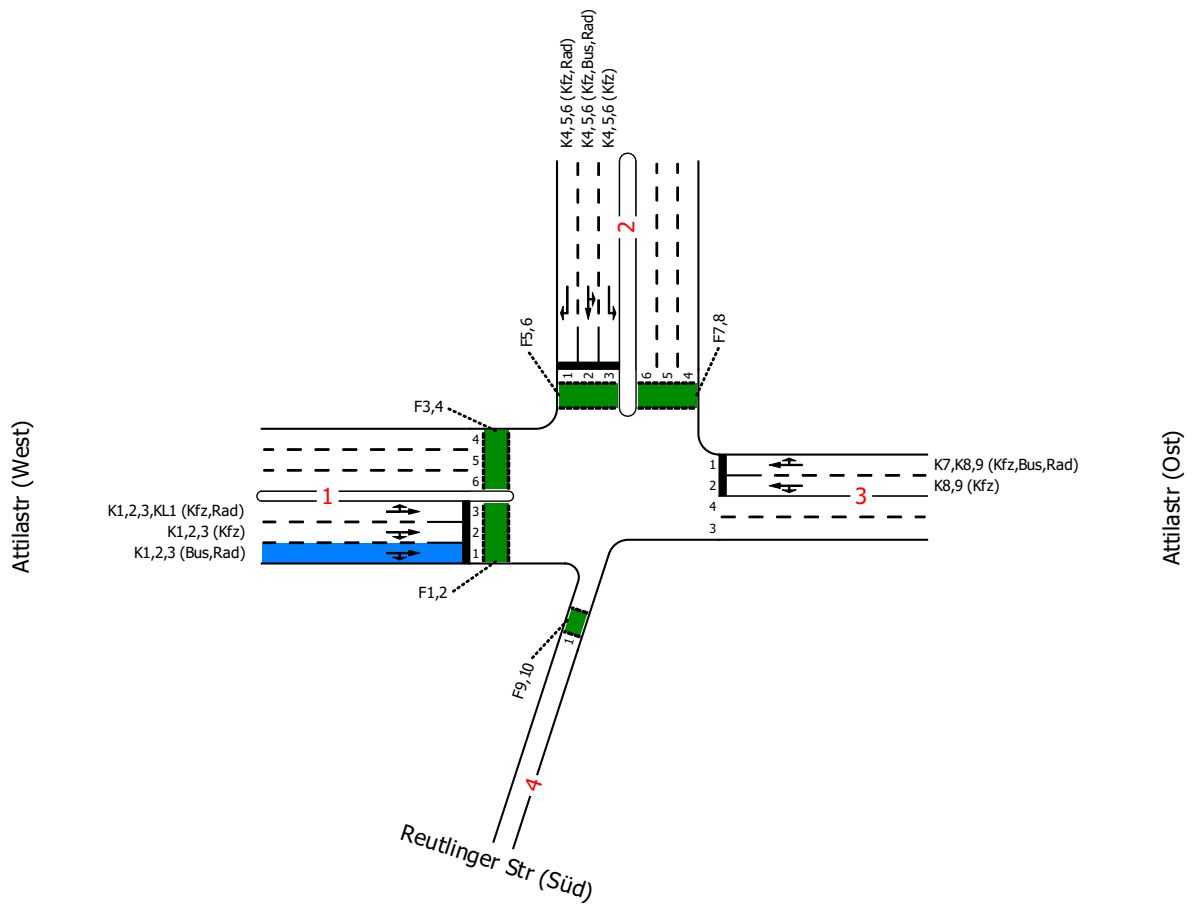 K4,5,6 (Kfz,Rad)
K4,5,6 (Kfz,Bus,Rad)
K4,5,6 (Kfz)
2
F5,6
F7,8
1
2
3
6
5
4
F3,4
Attilastr (West)
4
5
6
1
K1,2,3,KL1 (Kfz,Rad)
K1,2,3 (Kfz)
K1,2,3 (Bus,Rad)
3
2
1
F1,2
1
2
4
3
3
K7,K8,9 (Kfz,Bus,Rad)
K8,9 (Kfz)
Attilastr (Ost)
1
F9,10
4
Reutlinger Str (Süd)